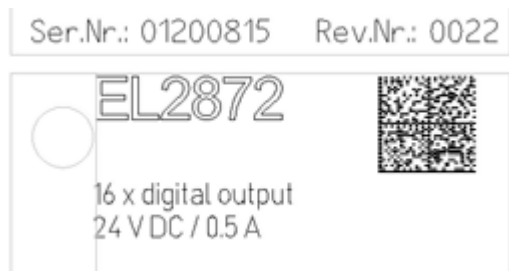 Ser.Nr.: 01200815 Rev.Nr.: 0022
EL2872
16 x digital output
24 V DC / 0.5 A